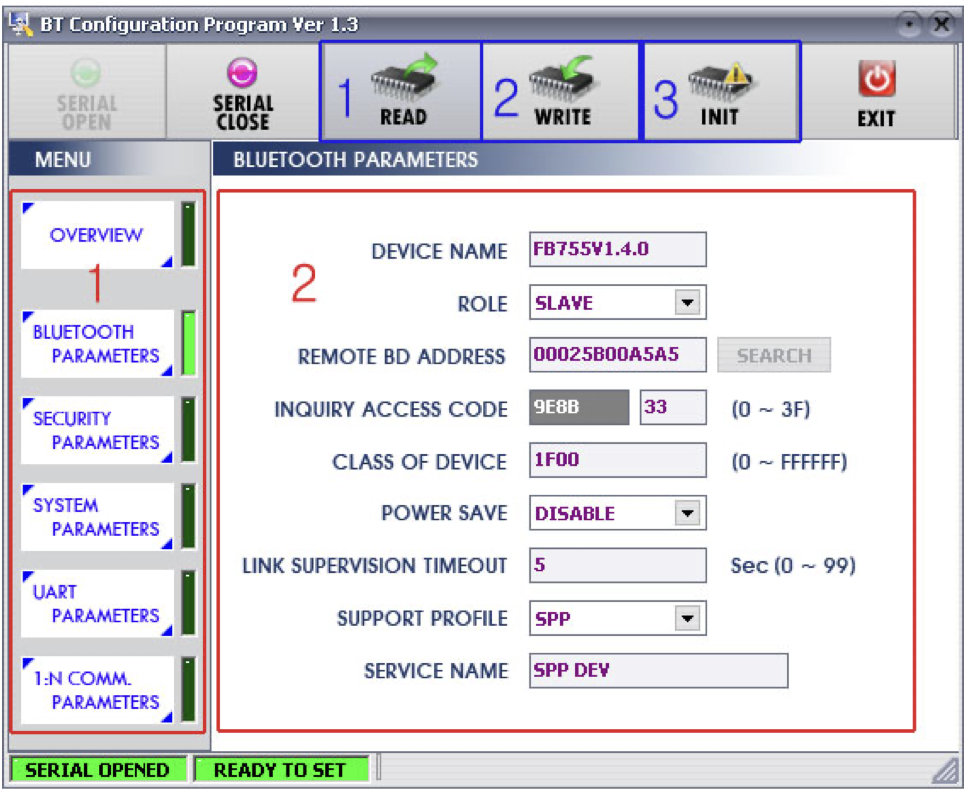 BT Configuration Program Ver 1.3
SERIAL
OPEN
SERIAL
CLOSE
1
READ
2
WRITE
3
INIT
EXIT
MENU
BLUETOOTH PARAMETERS
OVERVIEW
1
BLUETOOTH
PARAMETERS
SECURITY
PARAMETERS
SYSTEM
PARAMETERS
UART
PARAMETERS
1:N COMM.
PARAMETERS
2
DEVICE NAME FB755V1.4.0
ROLE SLAVE
REMOTE BD ADDRESS 00025B00A5A5 SEARCH
INQUIRY ACCESS CODE 9E8B 33 (0 ~ 3F)
CLASS OF DEVICE 1F00 (0 ~ FFFFFF)
POWER SAVE DISABLE
LINK SUPERVISION TIMEOUT 5 Sec (0 ~ 99)
SUPPORT PROFILE SPP
SERVICE NAME SPP DEV
SERIAL OPENED READY TO SET